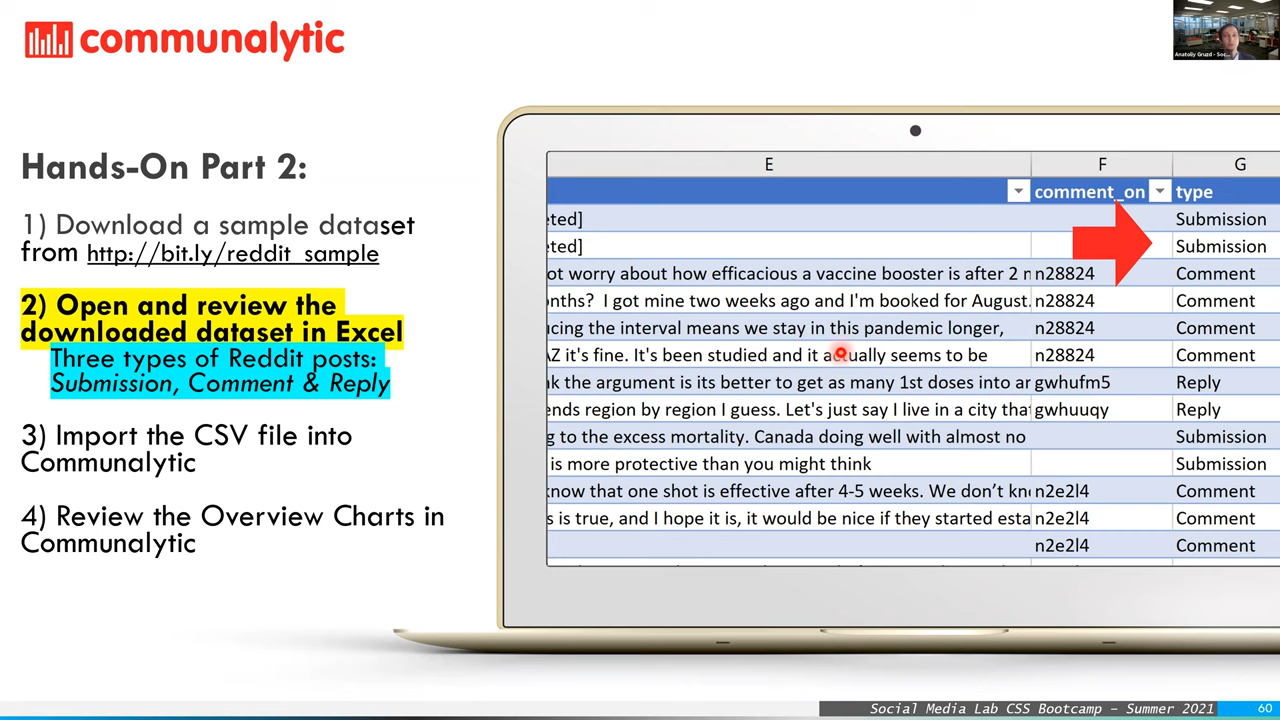 communalytic
Anatoliy Gruzd - Soc...
Hands-On Part 2:
1) Download a sample dataset
from http://bit.ly/reddit_sample
2) Open and review the
downloaded dataset in Excel
Three types of Reddit posts:
Submission, Comment & Reply
3) Import the CSV file into
Communalytic
4) Review the Overview Charts in
Communalytic
E F G
comment_on type
eted] Submission
eted] Submission
ot worry about how efficacious a vaccine booster is after 2 n n28824 Comment
onths? I got mine two weeks ago and I'm booked for August. n28824 Comment
ucing the interval means we stay in this pandemic longer, n28824 Comment
AZ it's fine. It's been studied and it actually seems to be n28824 Comment
nk the argument is its better to get as many 1st doses into ar gwhufm5 Reply
ends region by region I guess. Let's just say I live in a city that gwhuuqy Reply
g to the excess mortality. Canada doing well with almost no Submission
is more protective than you might think Submission
know that one shot is effective after 4-5 weeks. We don't kno n2e2l4 Comment
s is true, and I hope it is, it would be nice if they started esta n2e2l4 Comment
n2e2l4 Comment
Social Media Lab CSS Bootcamp – Summer 2021 60